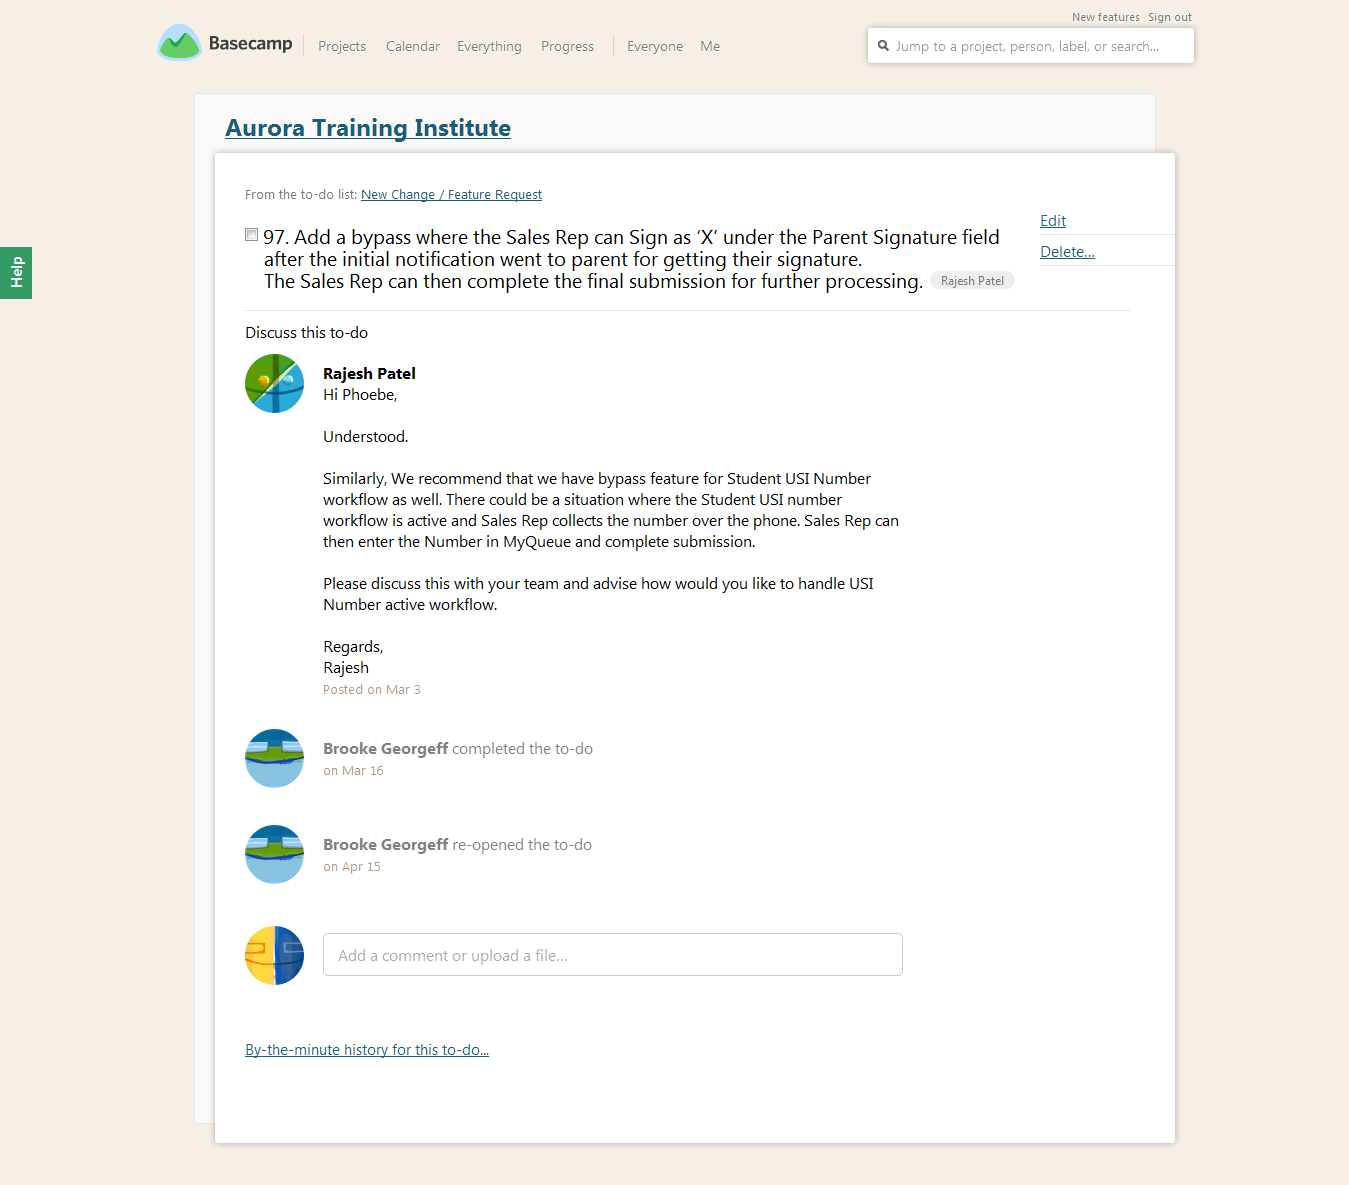 New features Sign out
Basecamp Projects Calendar Everything Progress Everyone Me
Jump to a project, person, label, or search...
Aurora Training Institute
From the to-do list: New Change / Feature Request
Edit
Delete...
97. Add a bypass where the Sales Rep can Sign as ‘X’ under the Parent Signature field
after the initial notification went to parent for getting their signature.
The Sales Rep can then complete the final submission for further processing. Rajesh Patel
Help
Discuss this to-do
Rajesh Patel
Hi Phoebe,
Understood.
Similarly, We recommend that we have bypass feature for Student USI Number
workflow as well. There could be a situation where the Student USI number
workflow is active and Sales Rep collects the number over the phone. Sales Rep can
then enter the Number in MyQueue and complete submission.
Please discuss this with your team and advise how would you like to handle USI
Number active workflow.
Regards,
Rajesh
Posted on Mar 3
Brooke Georgeff completed the to-do
on Mar 16
Brooke Georgeff re-opened the to-do
on Apr 15
Add a comment or upload a file...
By-the-minute history for this to-do...